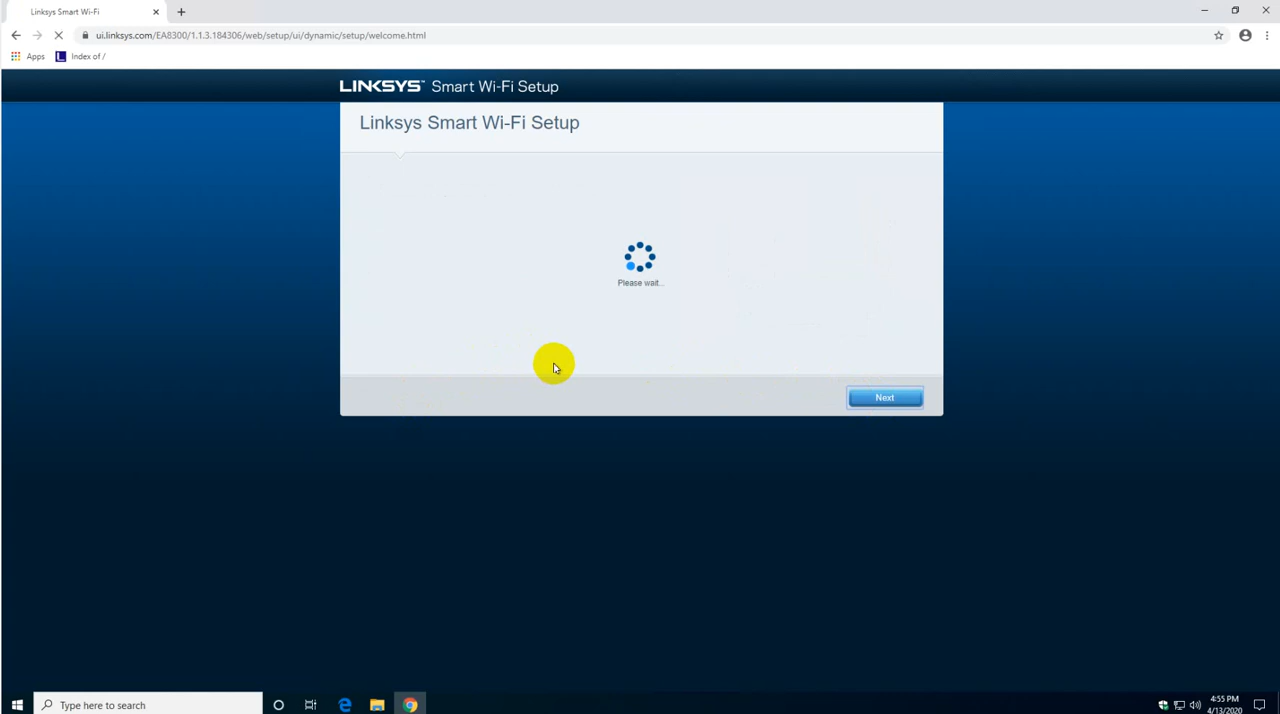 Linksys Smart Wi-Fi
ui.linksys.com/EA8300/1.1.3.184306/web/setup/ui/dynamic/setup/welcome.html
Apps Index of /
LINKSYS™ Smart Wi-Fi Setup
Linksys Smart Wi-Fi Setup
Please wait...
Next
Type here to search
4:55 PM
4/13/2020